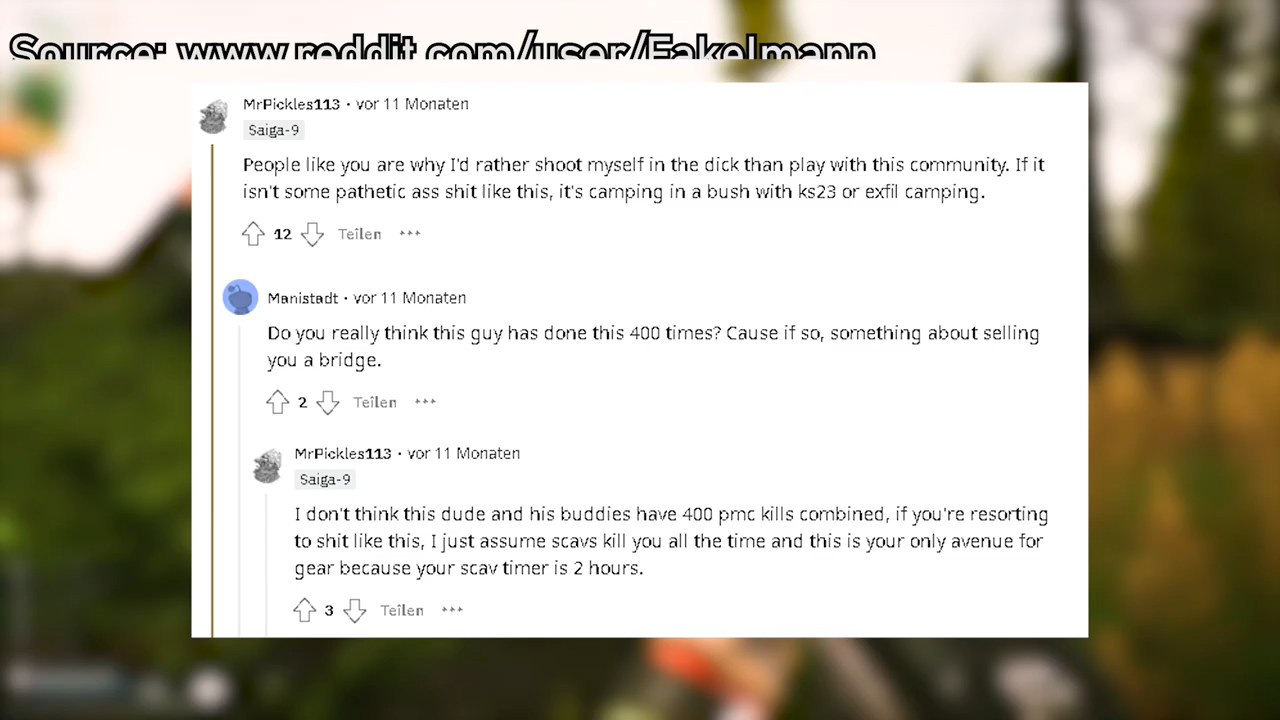 Source: www.reddit.com/user/Fakelmann
MrPickles113 · vor 11 Monaten
Saiga-9
People like you are why I'd rather shoot myself in the dick than play with this community. If it
isn't some pathetic ass shit like this, it's camping in a bush with ks23 or exfil camping.
12 Teilen ···
Manistadt · vor 11 Monaten
Do you really think this guy has done this 400 times? Cause if so, something about selling
you a bridge.
2 Teilen ···
MrPickles113 · vor 11 Monaten
Saiga-9
I don't think this dude and his buddies have 400 pmc kills combined, if you're resorting
to shit like this, I just assume scavs kill you all the time and this is your only avenue for
gear because your scav timer is 2 hours.
3 Teilen ···